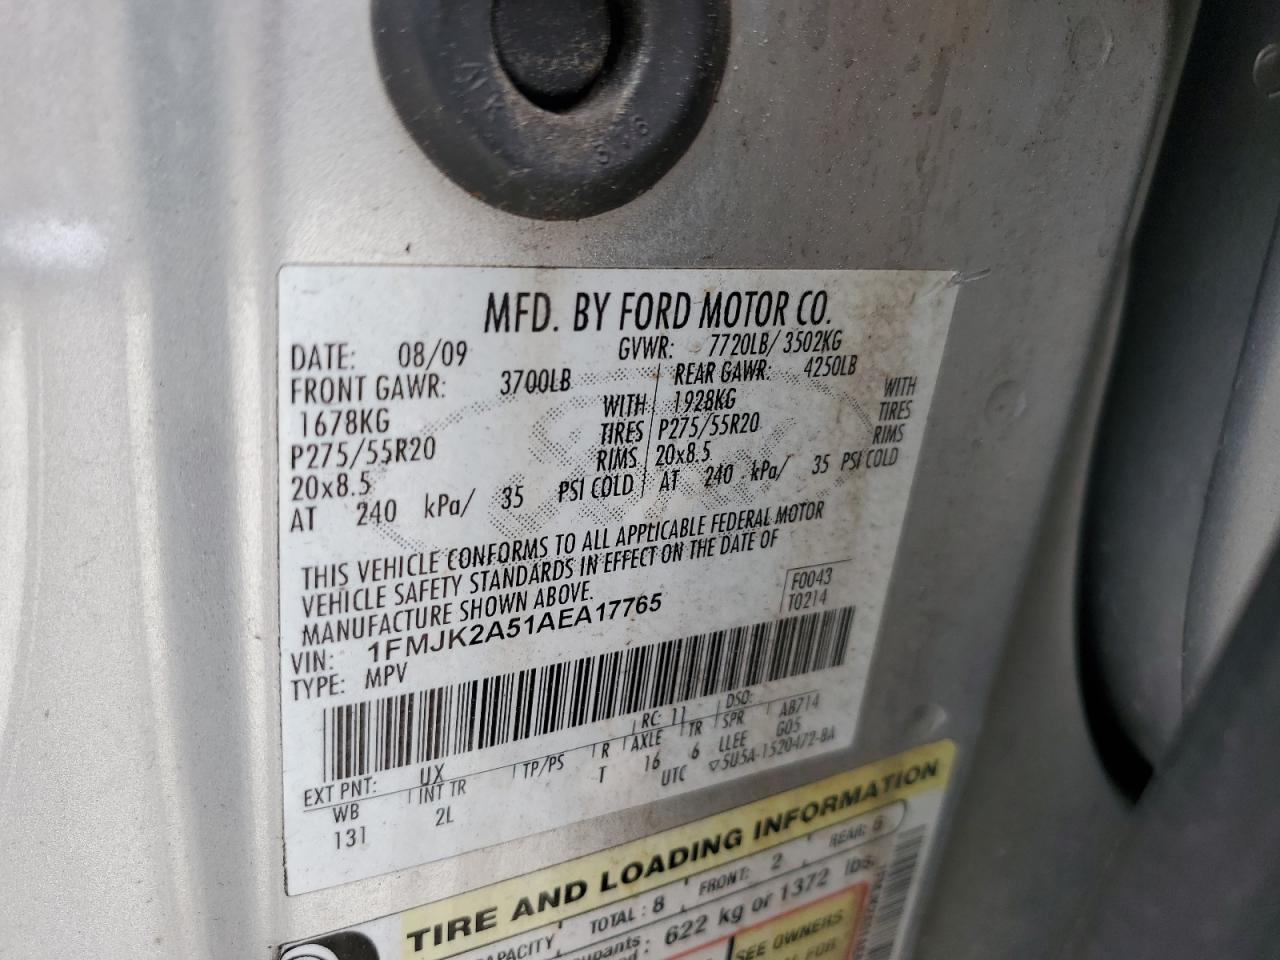 MFD. BY FORD MOTOR CO.
DATE: 08/09 GVWR: 7720LB/ 3502KG
FRONT GAWR: 3700LB REAR GAWR: 4250LB
1678KG WITH 1928KG WITH
P275/55R20 TIRES P275/55R20 TIRES
20x8.5 RIMS 20x8.5 RIMS
AT 240 kPa/ 35 PSI COLD AT 240 kPa/ 35 PSI COLD
THIS VEHICLE CONFORMS TO ALL APPLICABLE FEDERAL MOTOR
VEHICLE SAFETY STANDARDS IN EFFECT ON THE DATE OF
MANUFACTURE SHOWN ABOVE.
F0043
T0214
VIN: 1FMJK2A51AEA17765
TYPE: MPV
EXT PNT: UX RC: 11 DSO: AB714
WB INT TR TP/PS R AXLE TR SPR G05
131 2L T 16 6 LLEE
UTC ▽5U5A-1520472-BA
TIRE AND LOADING INFORMATION
TOTAL: 8 FRONT: 2 REAR: 6
622 kg or 1372 lbs.
SEE OWNERS